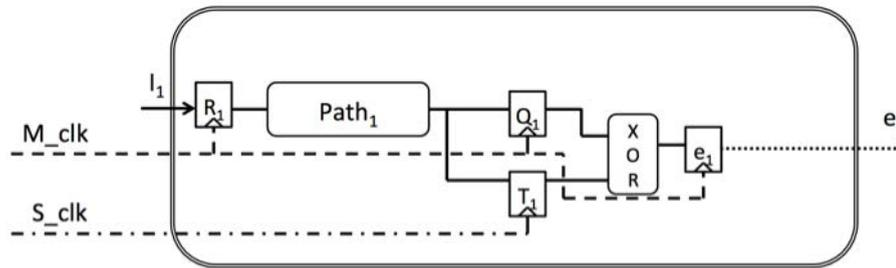 I₁
R₁
Path₁
Q₁
X
O
R
e₁
e
M_clk
T₁
S_clk